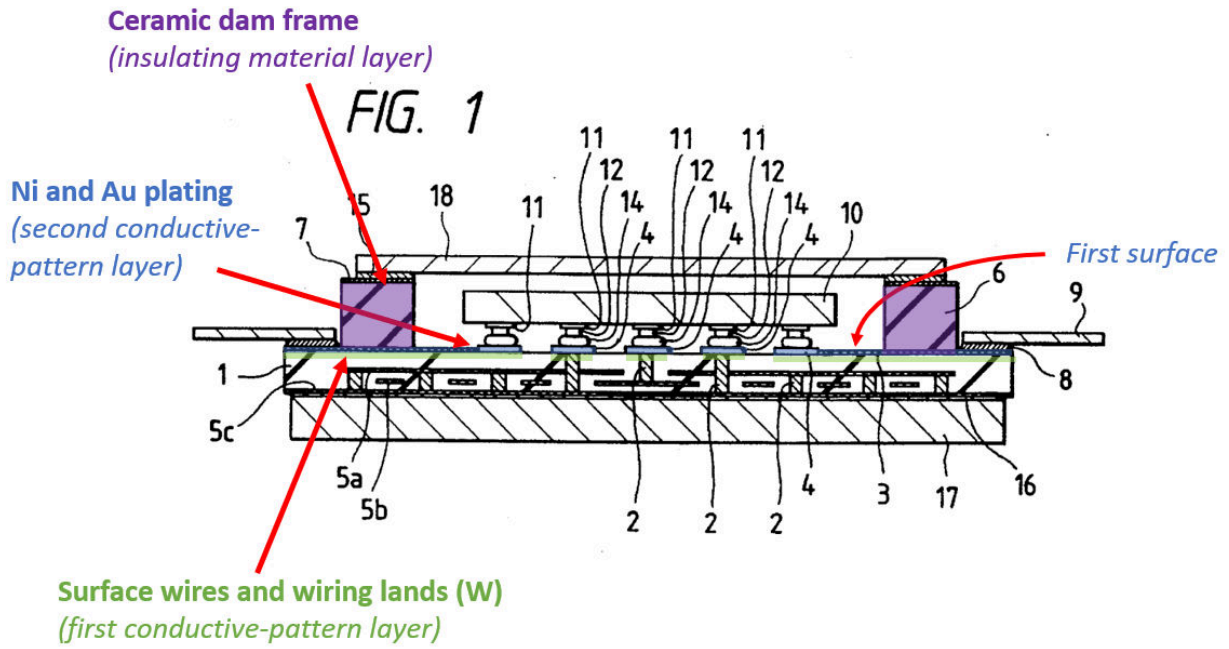 Ceramic dam frame
(insulating material layer)
FIG. 1
11 11 11
12 12 12
Ni and Au plating
(second conductive-
pattern layer)
15 18 11 14 14 14 10
7 4 4 4
First surface
6
9
1
8
5c
5a
5b
2 2 2 4 3 17 16
Surface wires and wiring lands (W)
(first conductive-pattern layer)